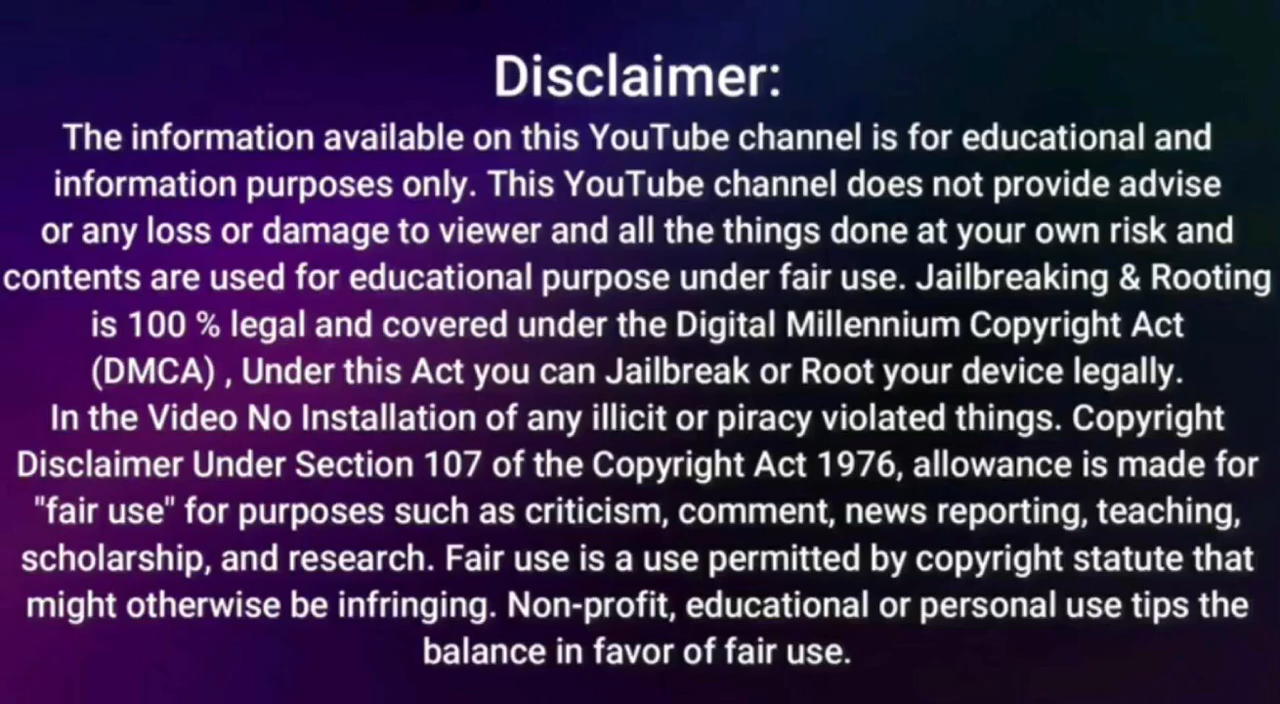 Disclaimer:
The information available on this YouTube channel is for educational and
information purposes only. This YouTube channel does not provide advise
or any loss or damage to viewer and all the things done at your own risk and
contents are used for educational purpose under fair use. Jailbreaking & Rooting
is 100 % legal and covered under the Digital Millennium Copyright Act
(DMCA) , Under this Act you can Jailbreak or Root your device legally.
In the Video No Installation of any illicit or piracy violated things. Copyright
Disclaimer Under Section 107 of the Copyright Act 1976, allowance is made for
"fair use" for purposes such as criticism, comment, news reporting, teaching,
scholarship, and research. Fair use is a use permitted by copyright statute that
might otherwise be infringing. Non-profit, educational or personal use tips the
balance in favor of fair use.